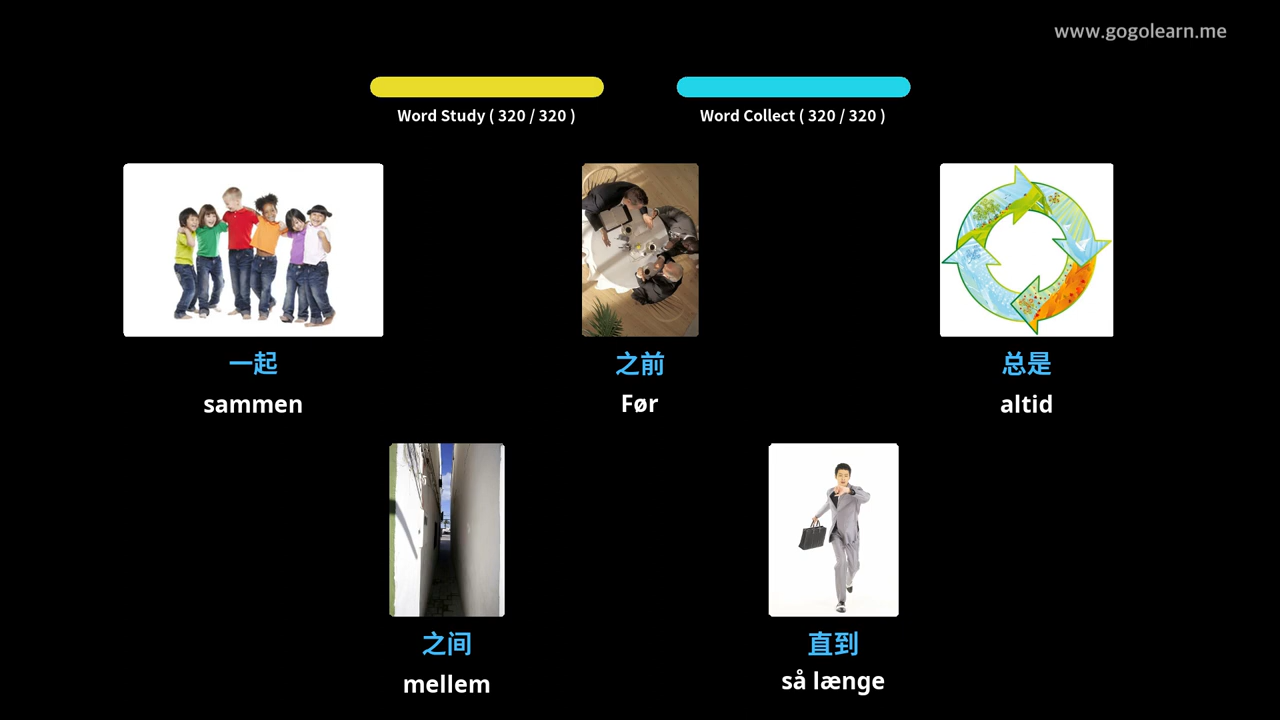 www.gogolearn.me
Word Study ( 320 / 320 )
Word Collect ( 320 / 320 )
一起
sammen
之前
Før
总是
altid
之间
mellem
直到
så længe